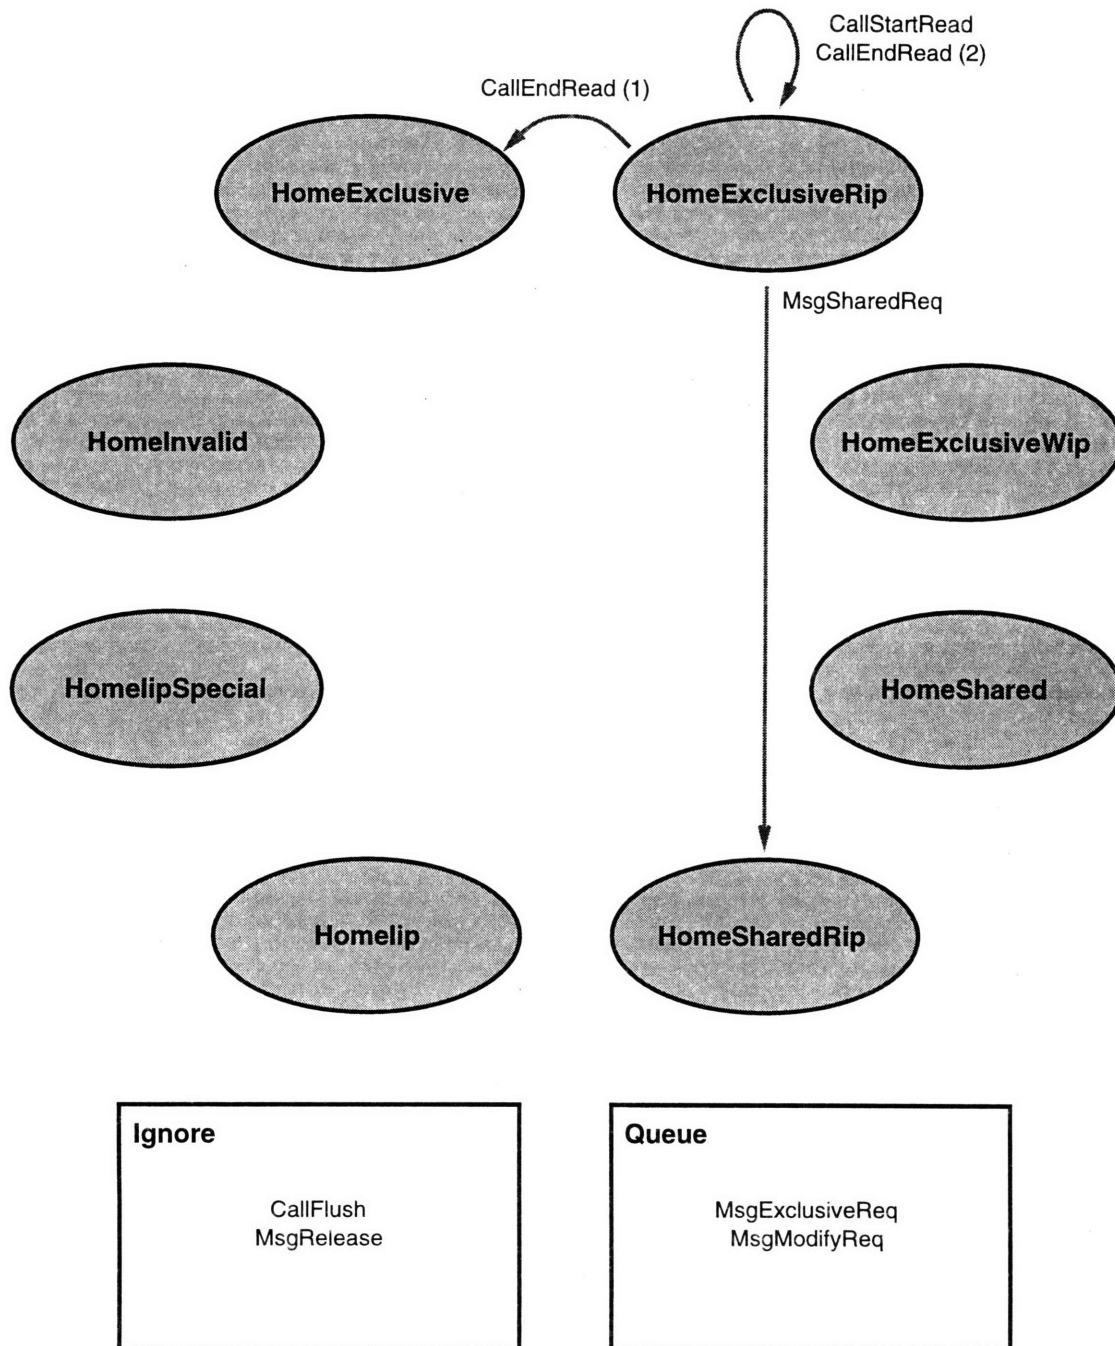 CallStartRead
CallEndRead (2)
CallEndRead (1)
HomeExclusive
HomeExclusiveRip
MsgSharedReq
HomeInvalid
HomeExclusiveWip
HomeIipSpecial
HomeShared
HomeIip
HomeSharedRip
Ignore
CallFlush
MsgRelease
Queue
MsgExclusiveReq
MsgModifyReq